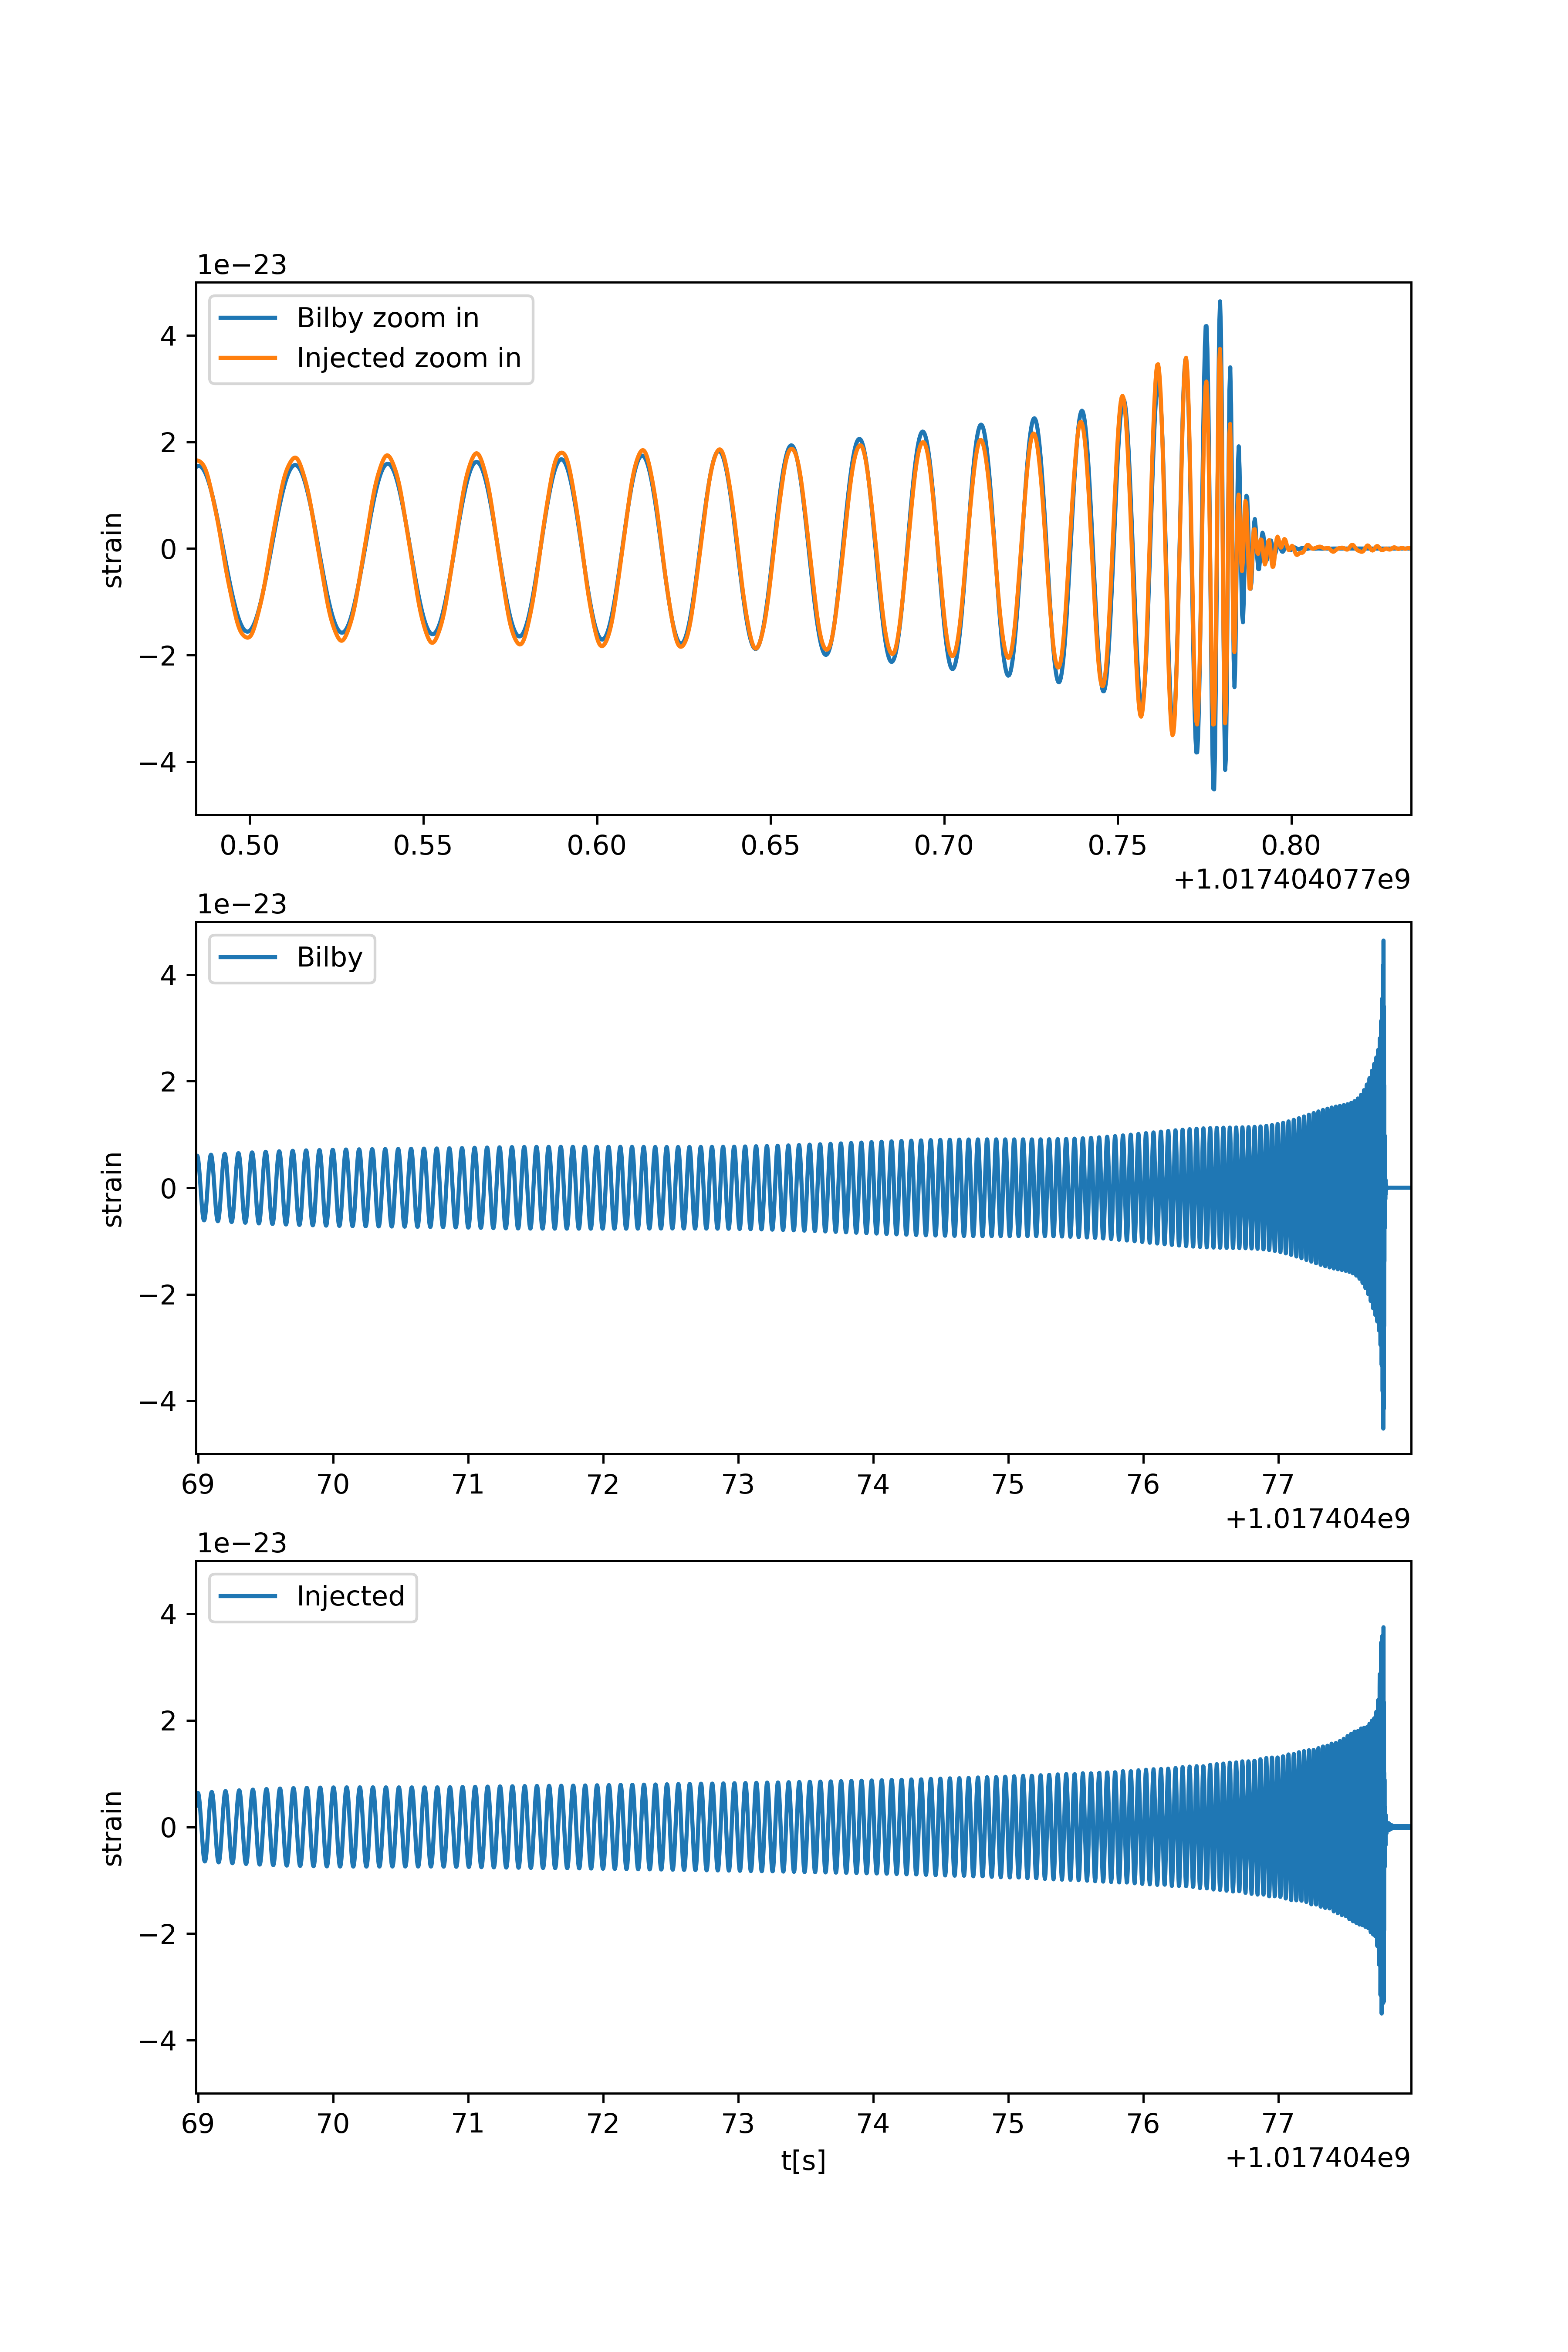 1e−23
Bilby zoom in
Injected zoom in
4
2
0
−2
−4
strain
0.50 0.55 0.60 0.65 0.70 0.75 0.80
+1.017404077e9
1e−23
Bilby
4
2
0
−2
−4
strain
69 70 71 72 73 74 75 76 77
+1.017404e9
1e−23
Injected
4
2
0
−2
−4
strain
69 70 71 72 73 74 75 76 77
t[s]
+1.017404e9